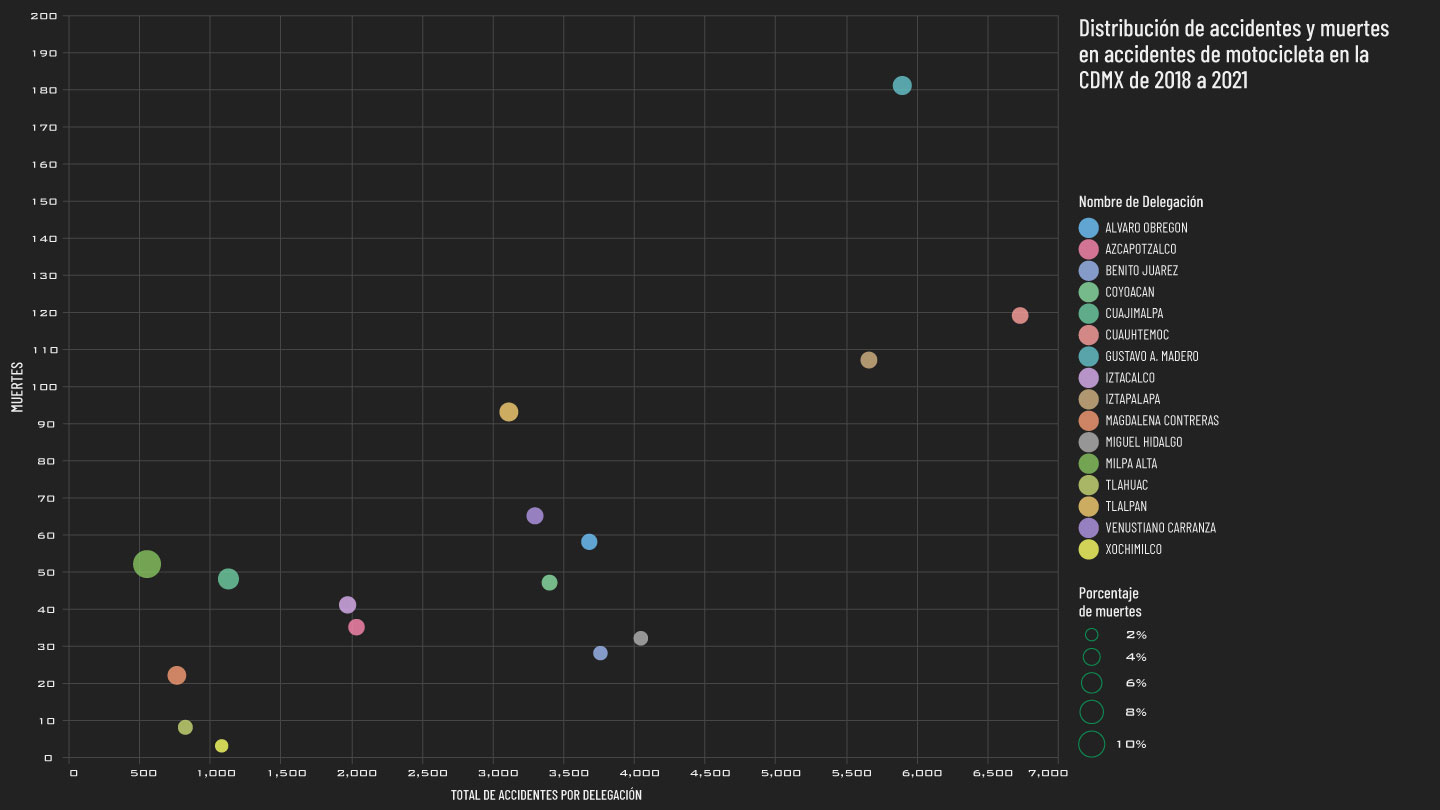 Distribución de accidentes y muertes
en accidentes de motocicleta en la
CDMX de 2018 a 2021
MUERTES
200
190
180
170
160
150
140
130
120
110
100
90
80
70
60
50
40
30
20
10
0
0 500 1,000 1,500 2,000 2,500 3,000 3,500 4,000 4,500 5,000 5,500 6,000 6,500 7,000
TOTAL DE ACCIDENTES POR DELEGACIÓN
Nombre de Delegación
ALVARO OBREGON
AZCAPOTZALCO
BENITO JUAREZ
COYOACAN
CUAJIMALPA
CUAUHTEMOC
GUSTAVO A. MADERO
IZTACALCO
IZTAPALAPA
MAGDALENA CONTRERAS
MIGUEL HIDALGO
MILPA ALTA
TLAHUAC
TLALPAN
VENUSTIANO CARRANZA
XOCHIMILCO
Porcentaje
de muertes
2%
4%
6%
8%
10%